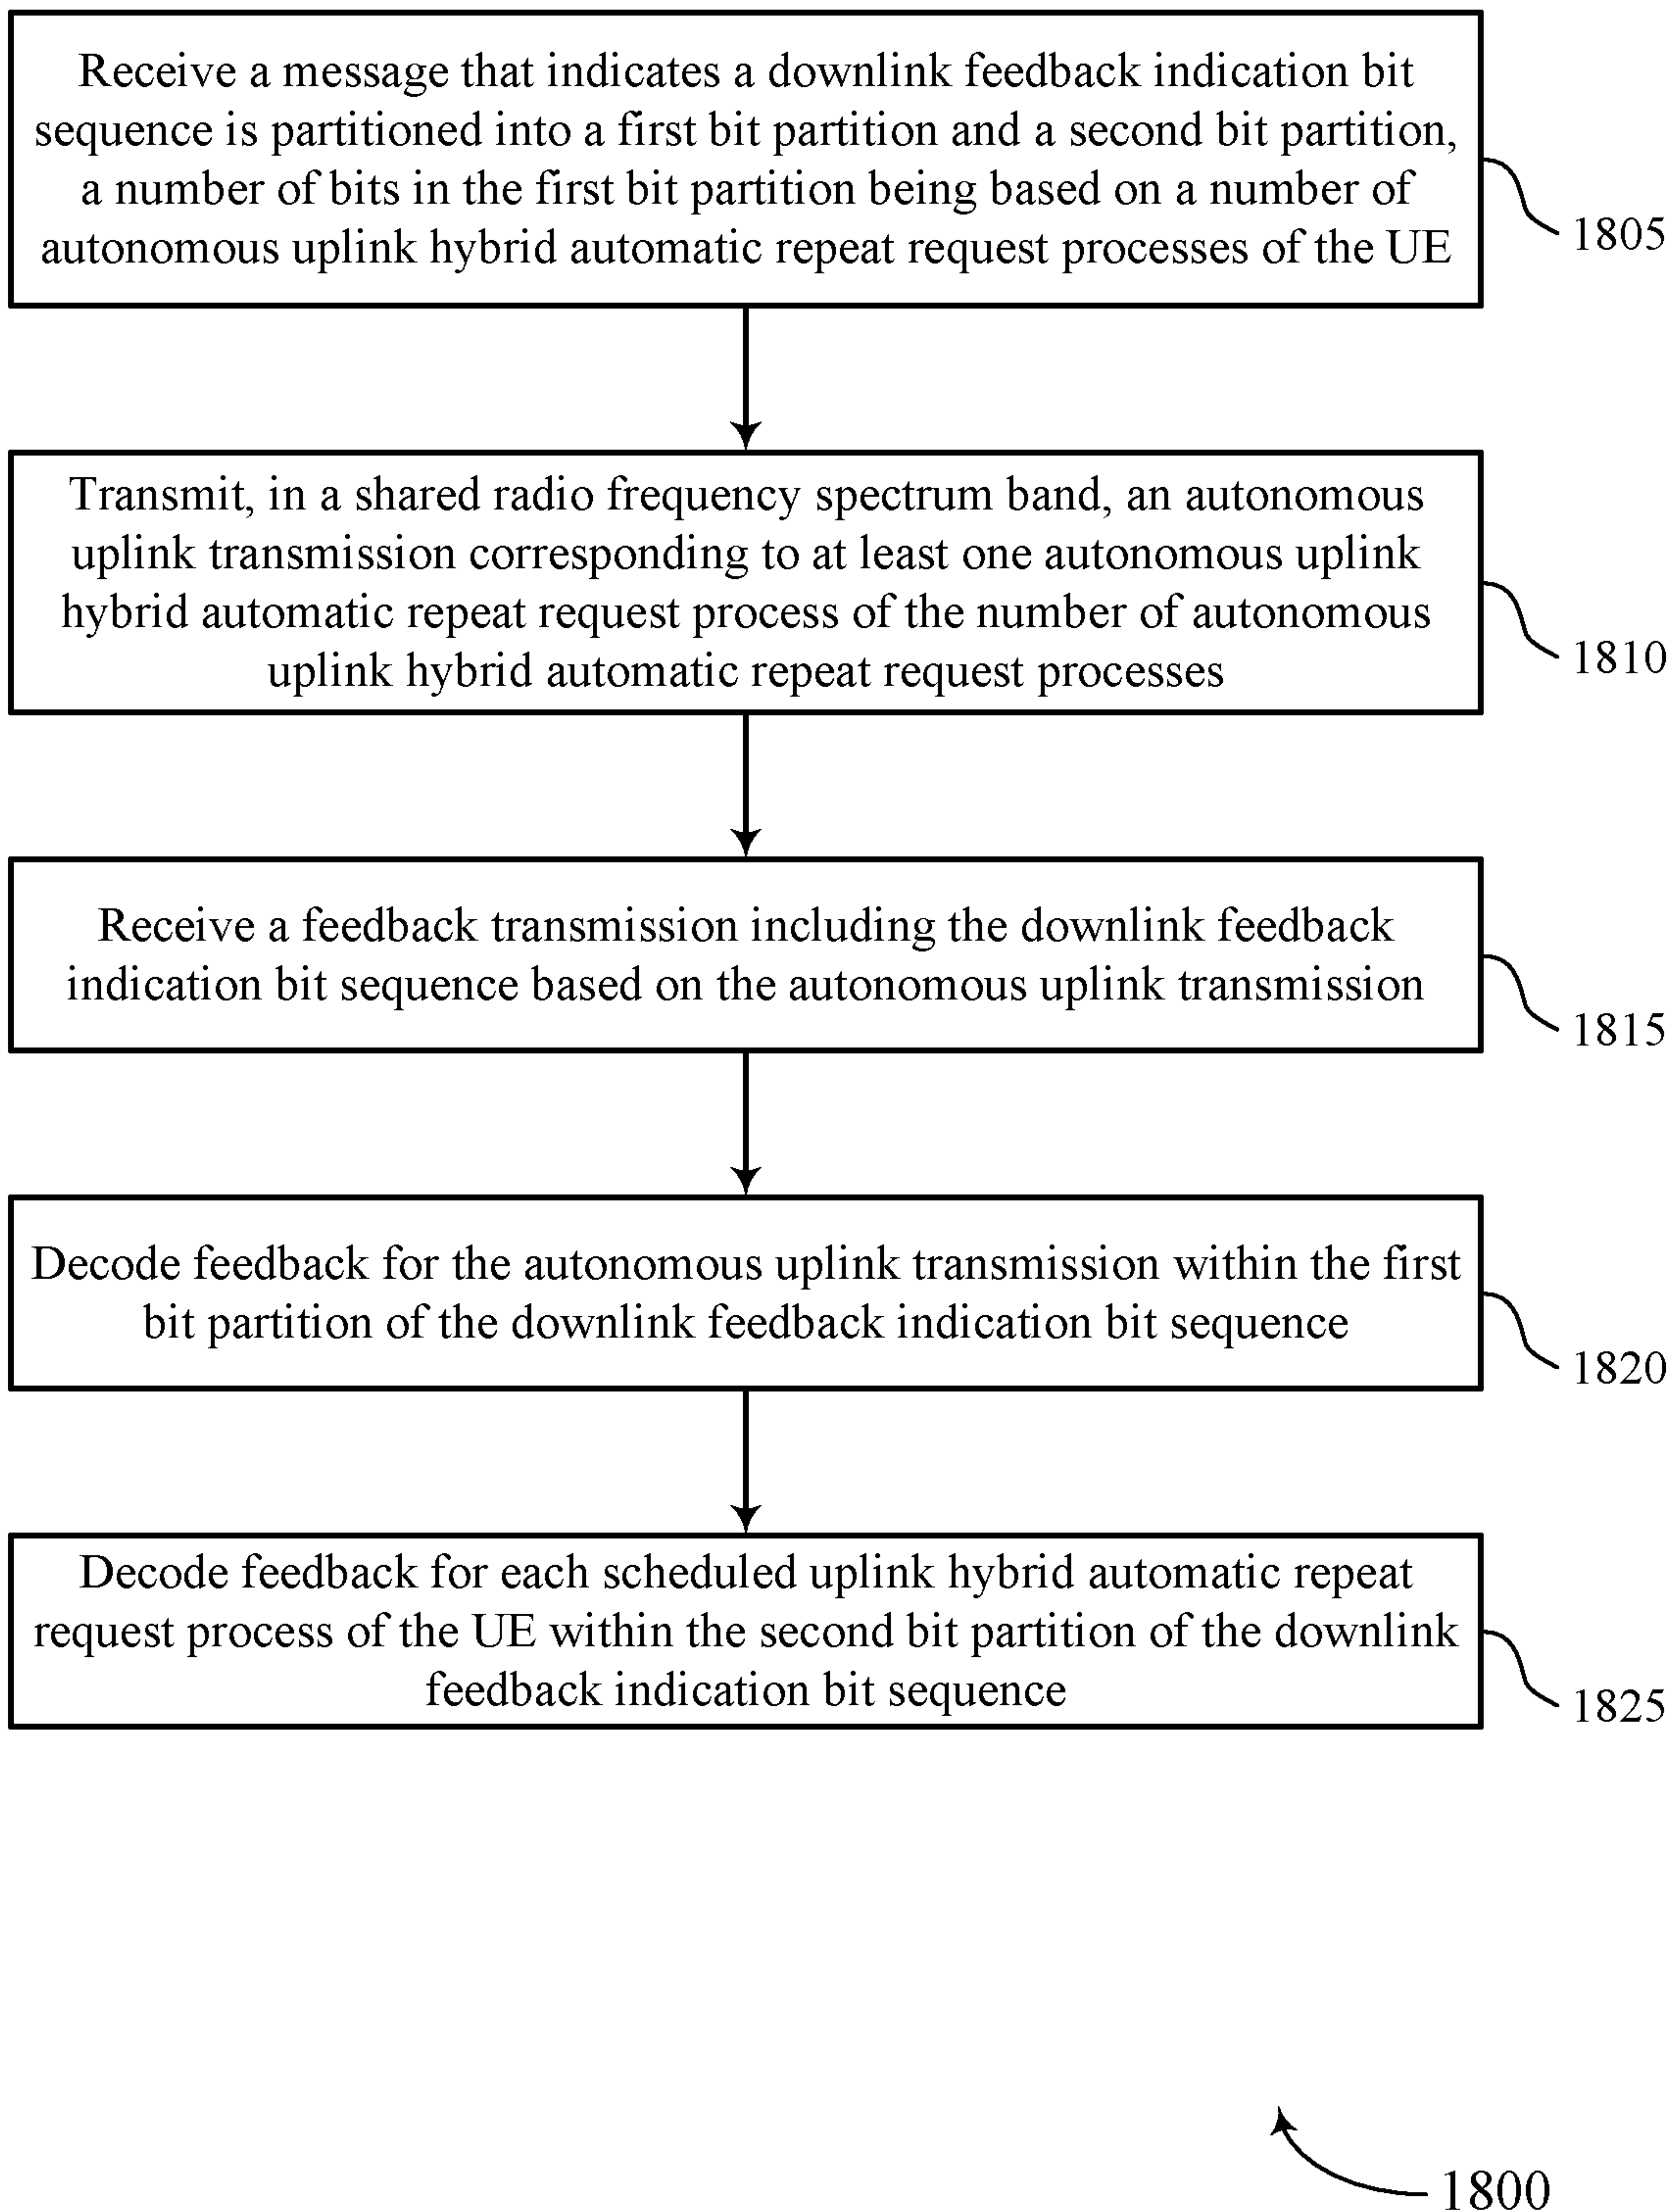 Receive a message that indicates a downlink feedback indication bit
sequence is partitioned into a first bit partition and a second bit partition,
a number of bits in the first bit partition being based on a number of
autonomous uplink hybrid automatic repeat request processes of the UE
1805
Transmit, in a shared radio frequency spectrum band, an autonomous
uplink transmission corresponding to at least one autonomous uplink
hybrid automatic repeat request process of the number of autonomous
uplink hybrid automatic repeat request processes
1810
Receive a feedback transmission including the downlink feedback
indication bit sequence based on the autonomous uplink transmission
1815
Decode feedback for the autonomous uplink transmission within the first
bit partition of the downlink feedback indication bit sequence
1820
Decode feedback for each scheduled uplink hybrid automatic repeat
request process of the UE within the second bit partition of the downlink
feedback indication bit sequence
1825
1800